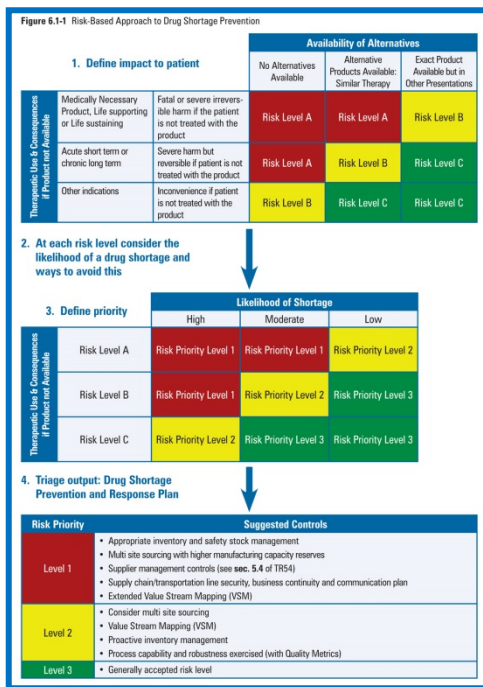 Figure 6.1-1 Risk-Based Approach to Drug Shortage Prevention
1. Define impact to patient
Availability of Alternatives
No Alternatives
Available
Alternative
Products Available:
Similar Therapy
Exact Product
Available but in
Other Presentations
Therapeutic Use & Consequences
if Product not Available
Medically Necessary
Product, Life supporting
or Life sustaining
Fatal or severe irrevers-
ible harm if the patient
is not treated with the
product
Risk Level A
Risk Level A
Risk Level B
Acute short term or
chronic long term
Severe harm but
reversible if patient is not
treated with the product
Risk Level A
Risk Level B
Risk Level C
Other indications
Inconvenience if patient
is not treated with the
product
Risk Level B
Risk Level C
Risk Level C
2. At each risk level consider the
likelihood of a drug shortage and
ways to avoid this
3. Define priority
Likelihood of Shortage
High
Moderate
Low
Therapeutic Use & Consequences
if Product not Available
Risk Level A
Risk Priority Level 1
Risk Priority Level 1
Risk Priority Level 2
Risk Level B
Risk Priority Level 1
Risk Priority Level 2
Risk Priority Level 3
Risk Level C
Risk Priority Level 2
Risk Priority Level 3
Risk Priority Level 3
4. Triage output: Drug Shortage
Prevention and Response Plan
Risk Priority
Suggested Controls
Level 1
• Appropriate inventory and safety stock management
• Multi site sourcing with higher manufacturing capacity reserves
• Supplier management controls (see sec. 5.4 of TR54)
• Supply chain/transportation line security, business continuity and communication plan
• Extended Value Stream Mapping (VSM)
Level 2
• Consider multi site sourcing
• Value Stream Mapping (VSM)
• Proactive inventory management
• Process capability and robustness exercised (with Quality Metrics)
Level 3
• Generally accepted risk level